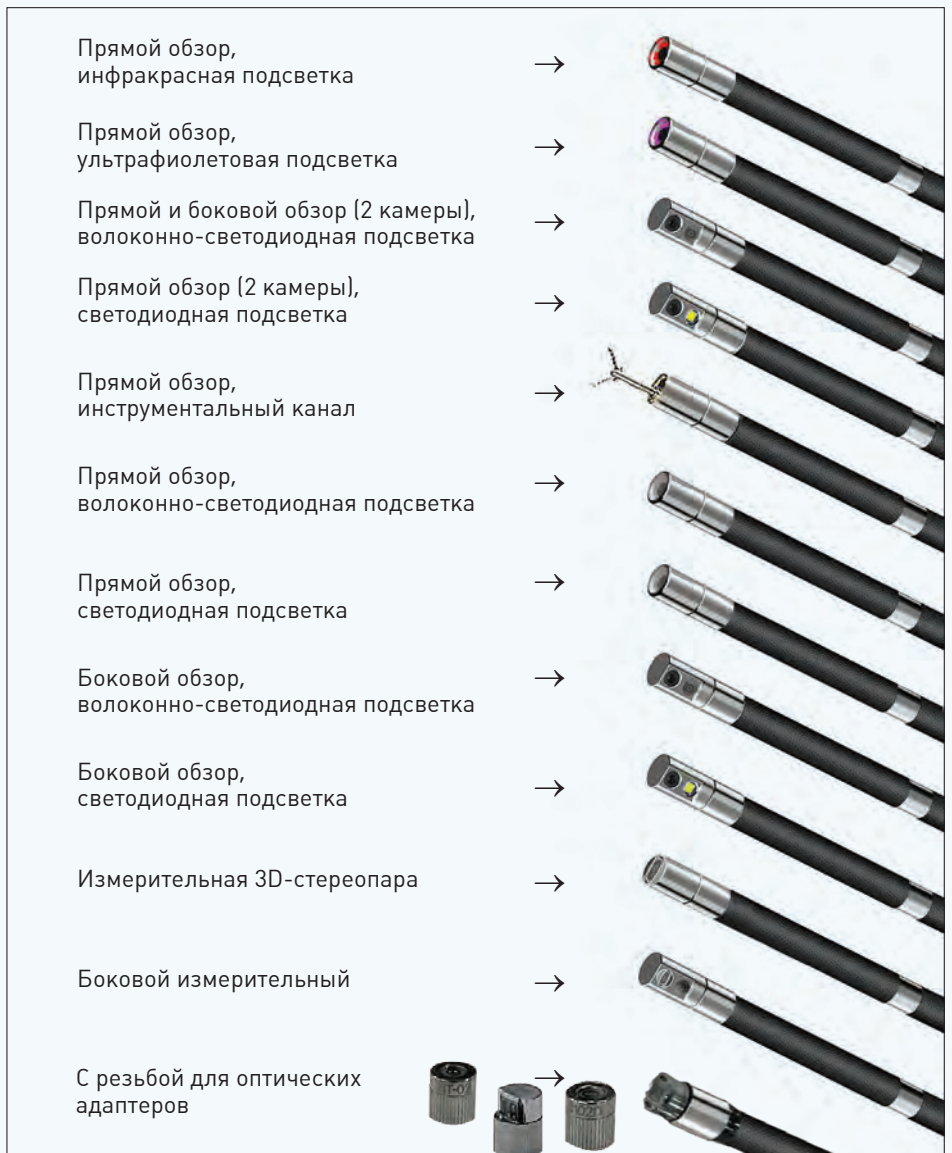 Прямой обзор,
инфракрасная подсветка
Прямой обзор,
ультрафиолетовая подсветка
Прямой и боковой обзор (2 камеры),
волоконно-светодиодная подсветка
Прямой обзор (2 камеры),
светодиодная подсветка
Прямой обзор,
инструментальный канал
Прямой обзор,
волоконно-светодиодная подсветка
Прямой обзор,
светодиодная подсветка
Боковой обзор,
волоконно-светодиодная подсветка
Боковой обзор,
светодиодная подсветка
Измерительная 3D-стереопара
Боковой измерительный
С резьбой для оптических
адаптеров